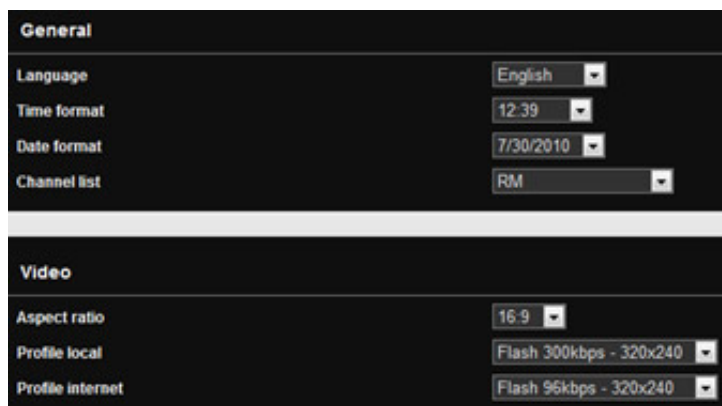 General
Language English
Time format 12:39
Date format 7/30/2010
Channel list RM
Video
Aspect ratio 16:9
Profile local Flash 300kbps - 320x240
Profile internet Flash 96kbps - 320x240